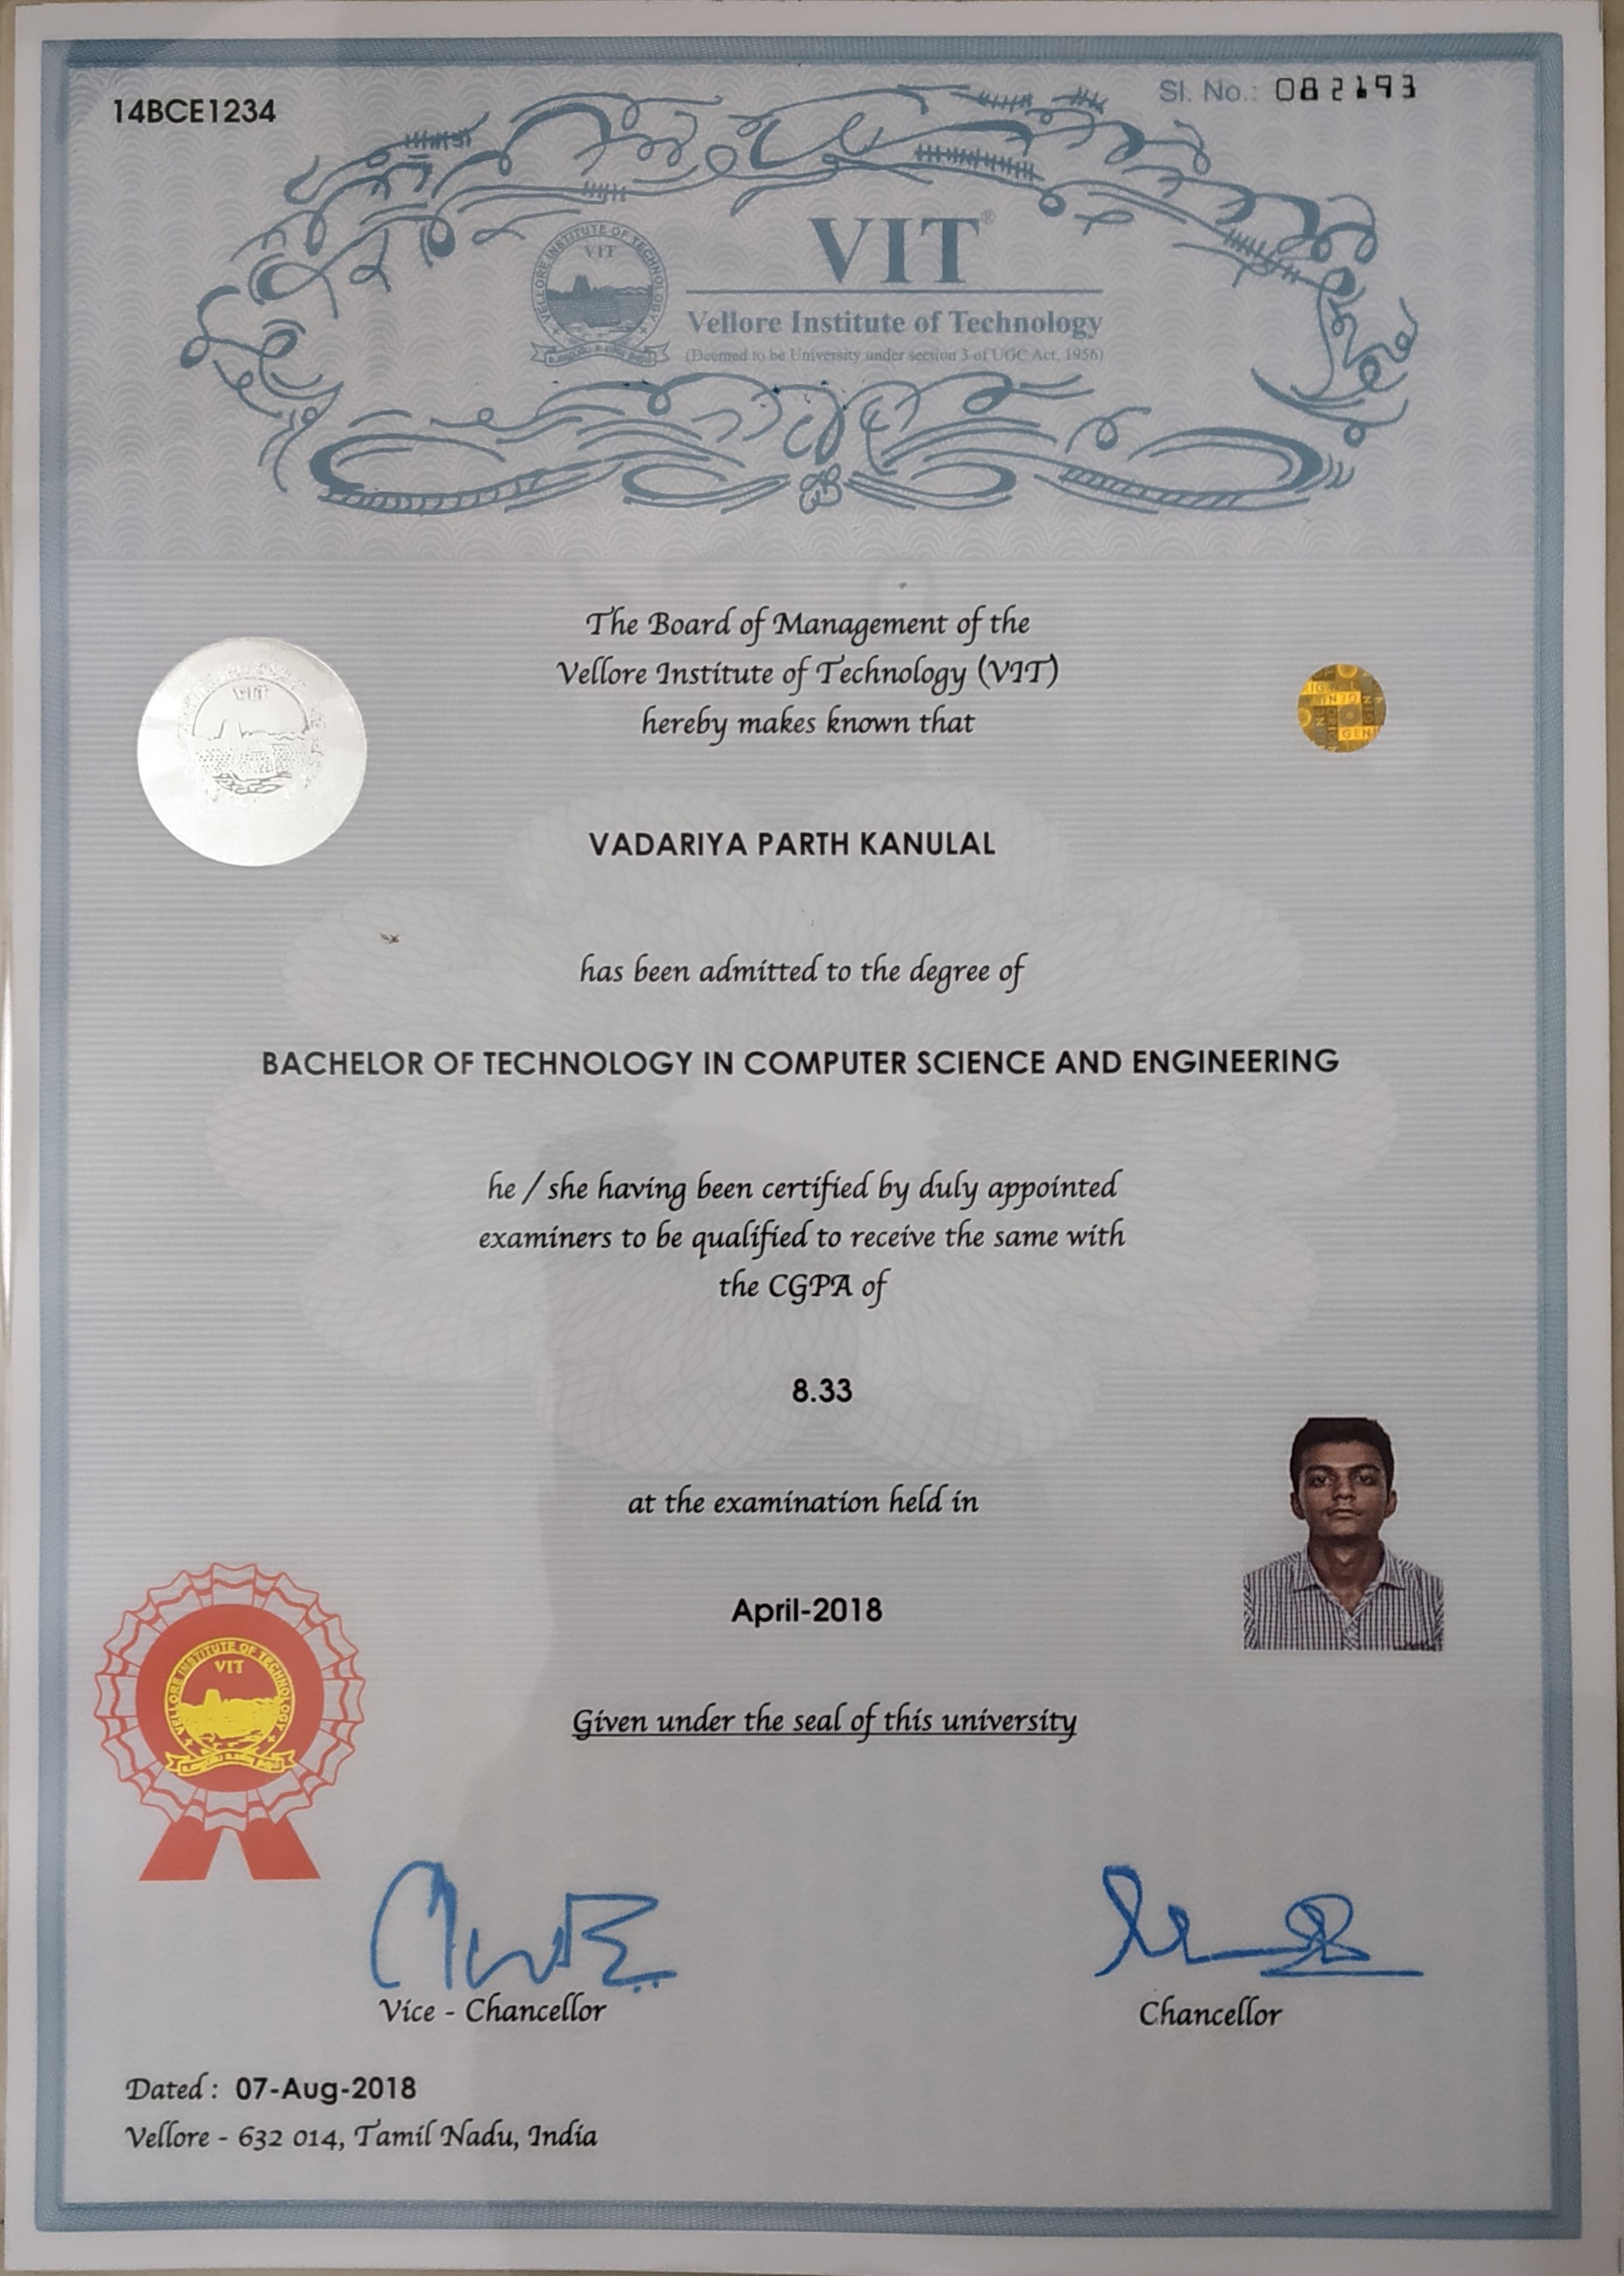 14BCE1234
Sl. No.: 082193
VIT®
Vellore Institute of Technology
(Deemed to be University under section 3 of UGC Act, 1956)
VELLORE INSTITUTE OF TECHNOLOGY
VIT
The Board of Management of the
Vellore Institute of Technology (VIT)
hereby makes known that
VIT
VADARIYA PARTH KANULAL
has been admitted to the degree of
BACHELOR OF TECHNOLOGY IN COMPUTER SCIENCE AND ENGINEERING
he / she having been certified by duly appointed
examiners to be qualified to receive the same with
the CGPA of
8.33
at the examination held in
April-2018
VELLORE INSTITUTE OF TECHNOLOGY
VIT
Given under the seal of this university
Vice - Chancellor
Chancellor
Dated : 07-Aug-2018
Vellore - 632 014, Tamil Nadu, India